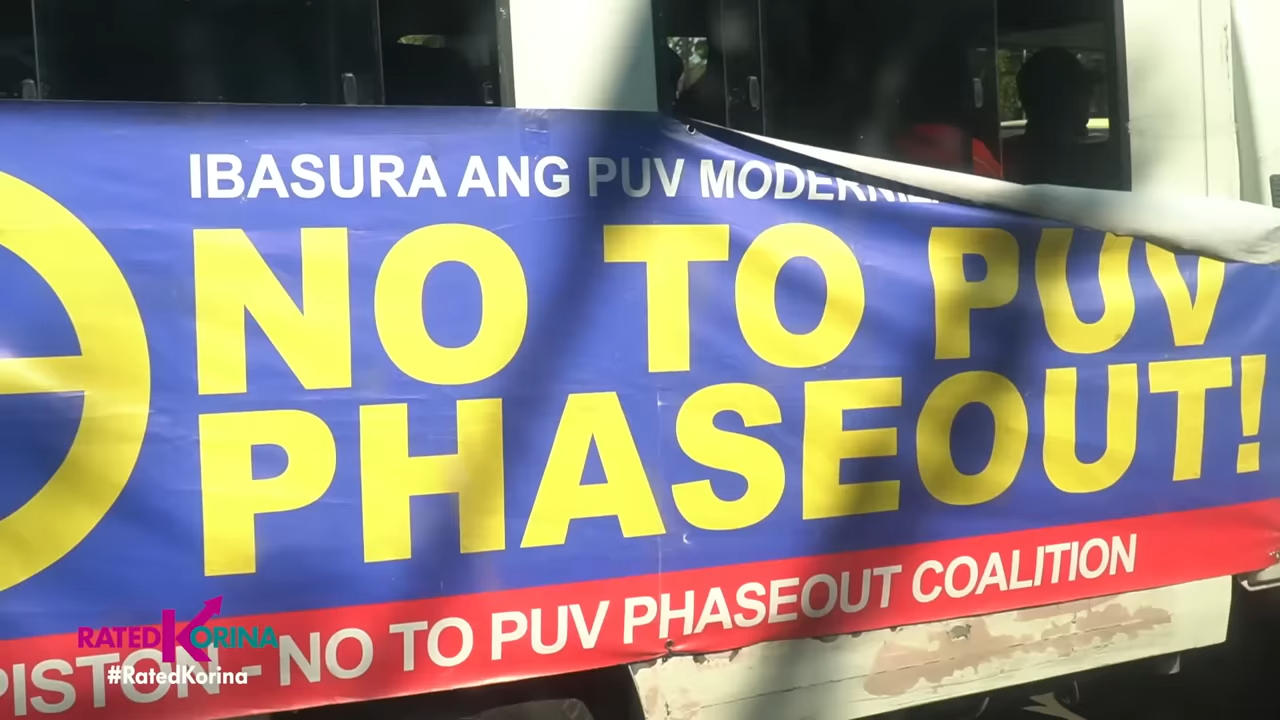 IBASURA ANG PUV
NO TO PUV
PHASEOUT!
PISTON - NO TO PUV PHASEOUT COALITION
RATED KORINA
#RatedKorina